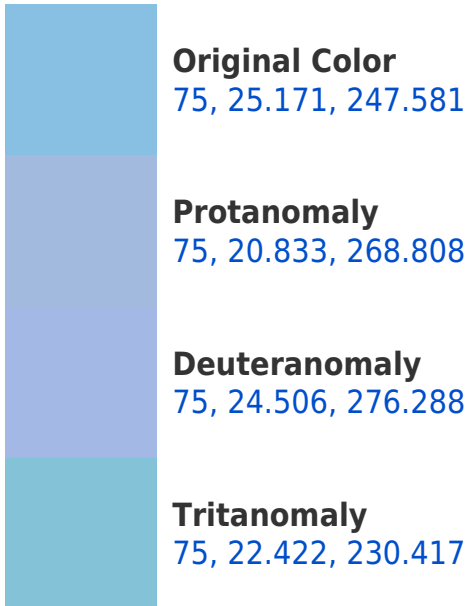 Original Color
75, 25.171, 247.581
Protanomaly
75, 20.833, 268.808
Deuteranomaly
75, 24.506, 276.288
Tritanomaly
75, 22.422, 230.417